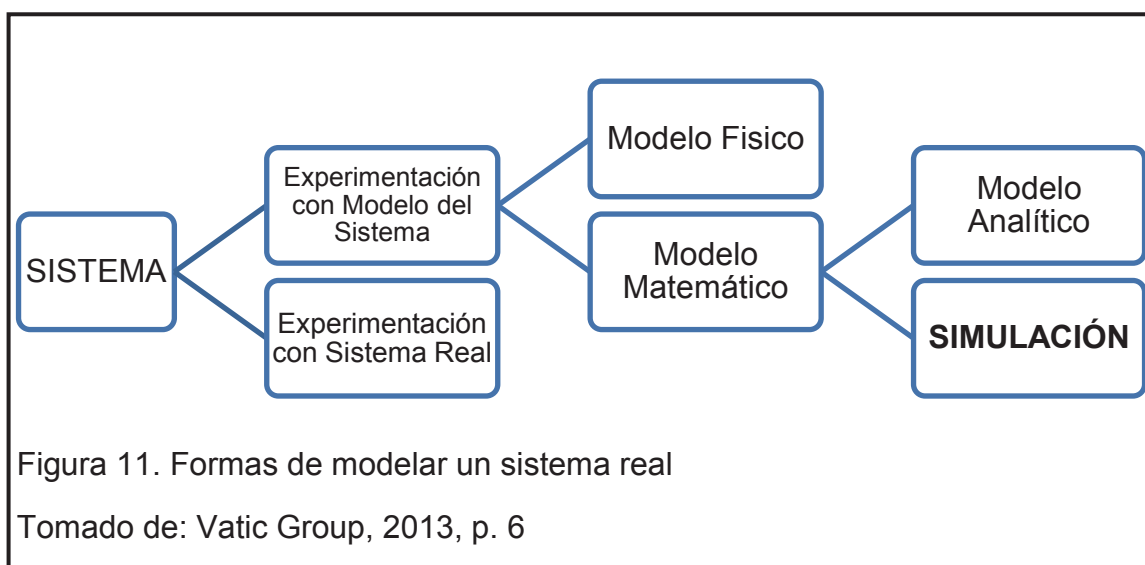 SISTEMA
Experimentación
con Modelo del
Sistema
Experimentación
con Sistema Real
Modelo Fisico
Modelo
Matemático
Modelo
Analítico
SIMULACIÓN
Figura 11. Formas de modelar un sistema real
Tomado de: Vatic Group, 2013, p. 6